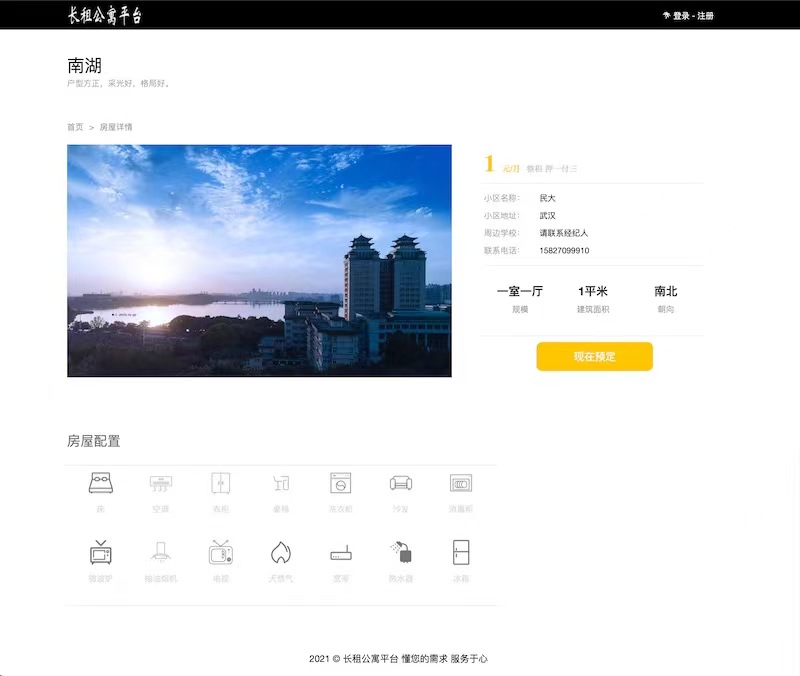 长租公寓平台
登录 - 注册
南湖
户型方正，采光好，格局好。
首页 > 房屋详情
1 元/月 整租 押一付三
小区名称： 民大
小区地址： 武汉
周边学校： 请联系经纪人
联系电话： 15827099910
一室一厅 1平米 南北
规模 建筑面积 朝向
现在预定
房屋配置
床 空调 衣柜 桌椅 洗衣机 沙发 消毒柜
微波炉 抽油烟机 电视 天然气 宽带 热水器 冰箱
2021 © 长租公寓平台 懂您的需求 服务于心